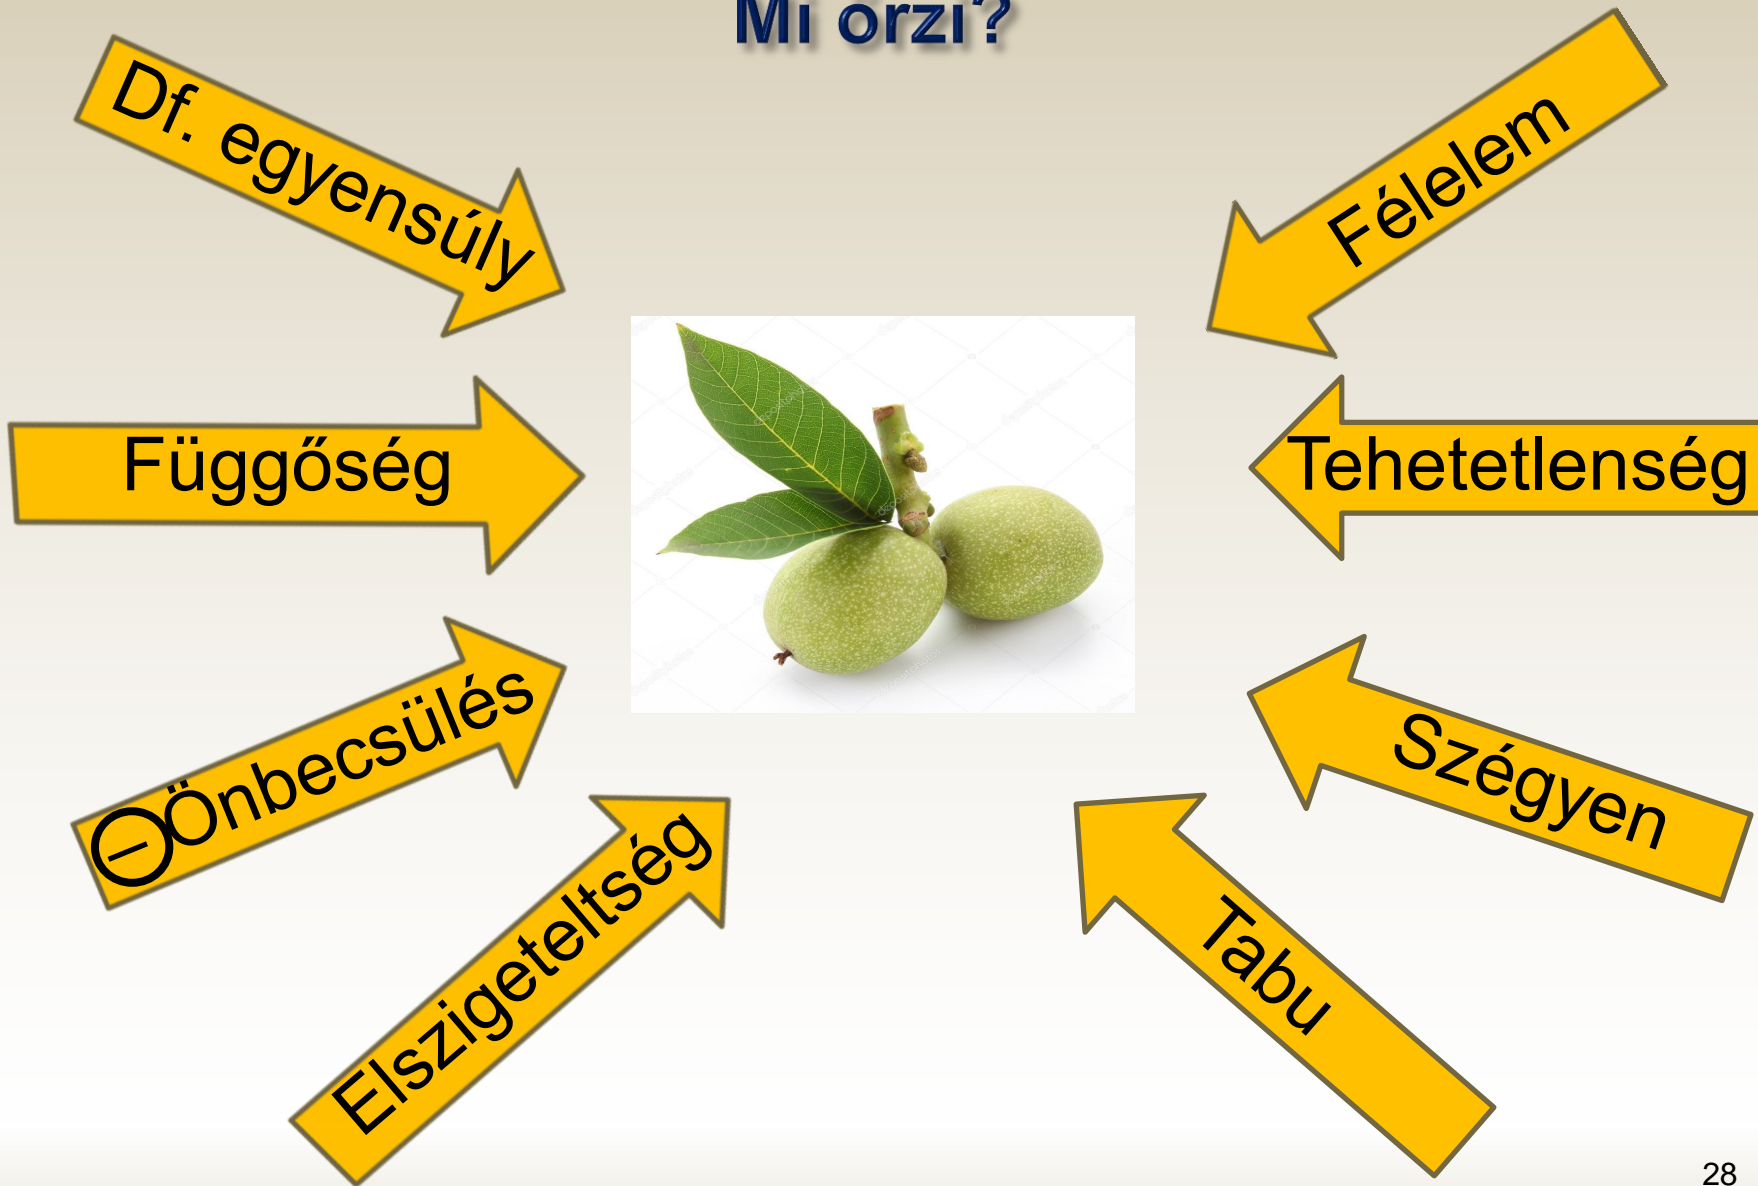 Mi őrzi?
Df. egyensúly
Félelem
Függőség
Tehetetlenség
⊖Önbecsülés
Szégyen
Elszigeteltség
Tabu
28